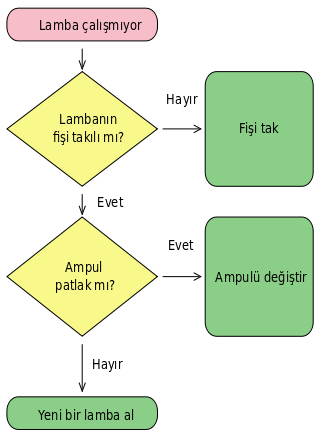 Lamba çalışmıyor
Hayır
Lambanın
fişi takılı mı?
Fişi tak
Evet
Evet
Ampul
patlak mı?
Ampulü değiştir
Hayır
Yeni bir lamba al